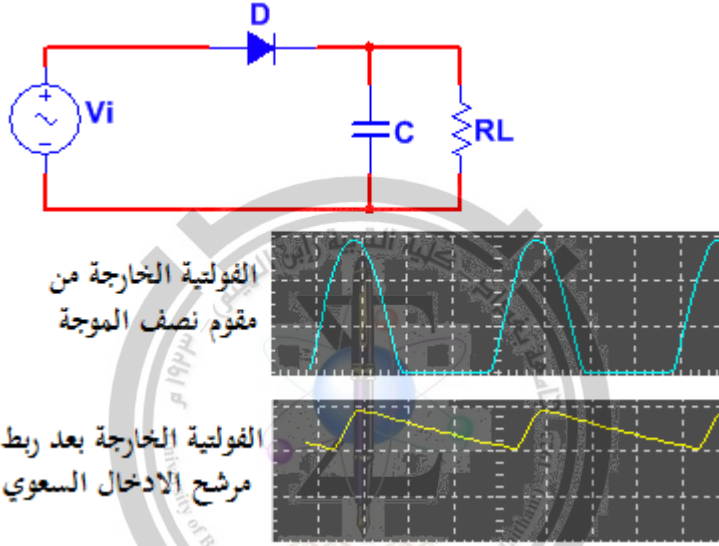 D
Vi
C
RL
الفولتية الخارجة من
مقوم نصف الموجة
الفولتية الخارجة بعد ربط
مرشح الادخال السعوي